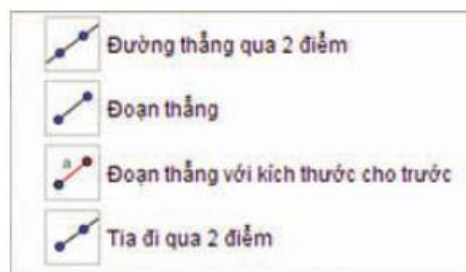 Đường thẳng qua 2 điểm
Đoạn thẳng
a
Đoạn thẳng với kích thước cho trước
Tia đi qua 2 điểm